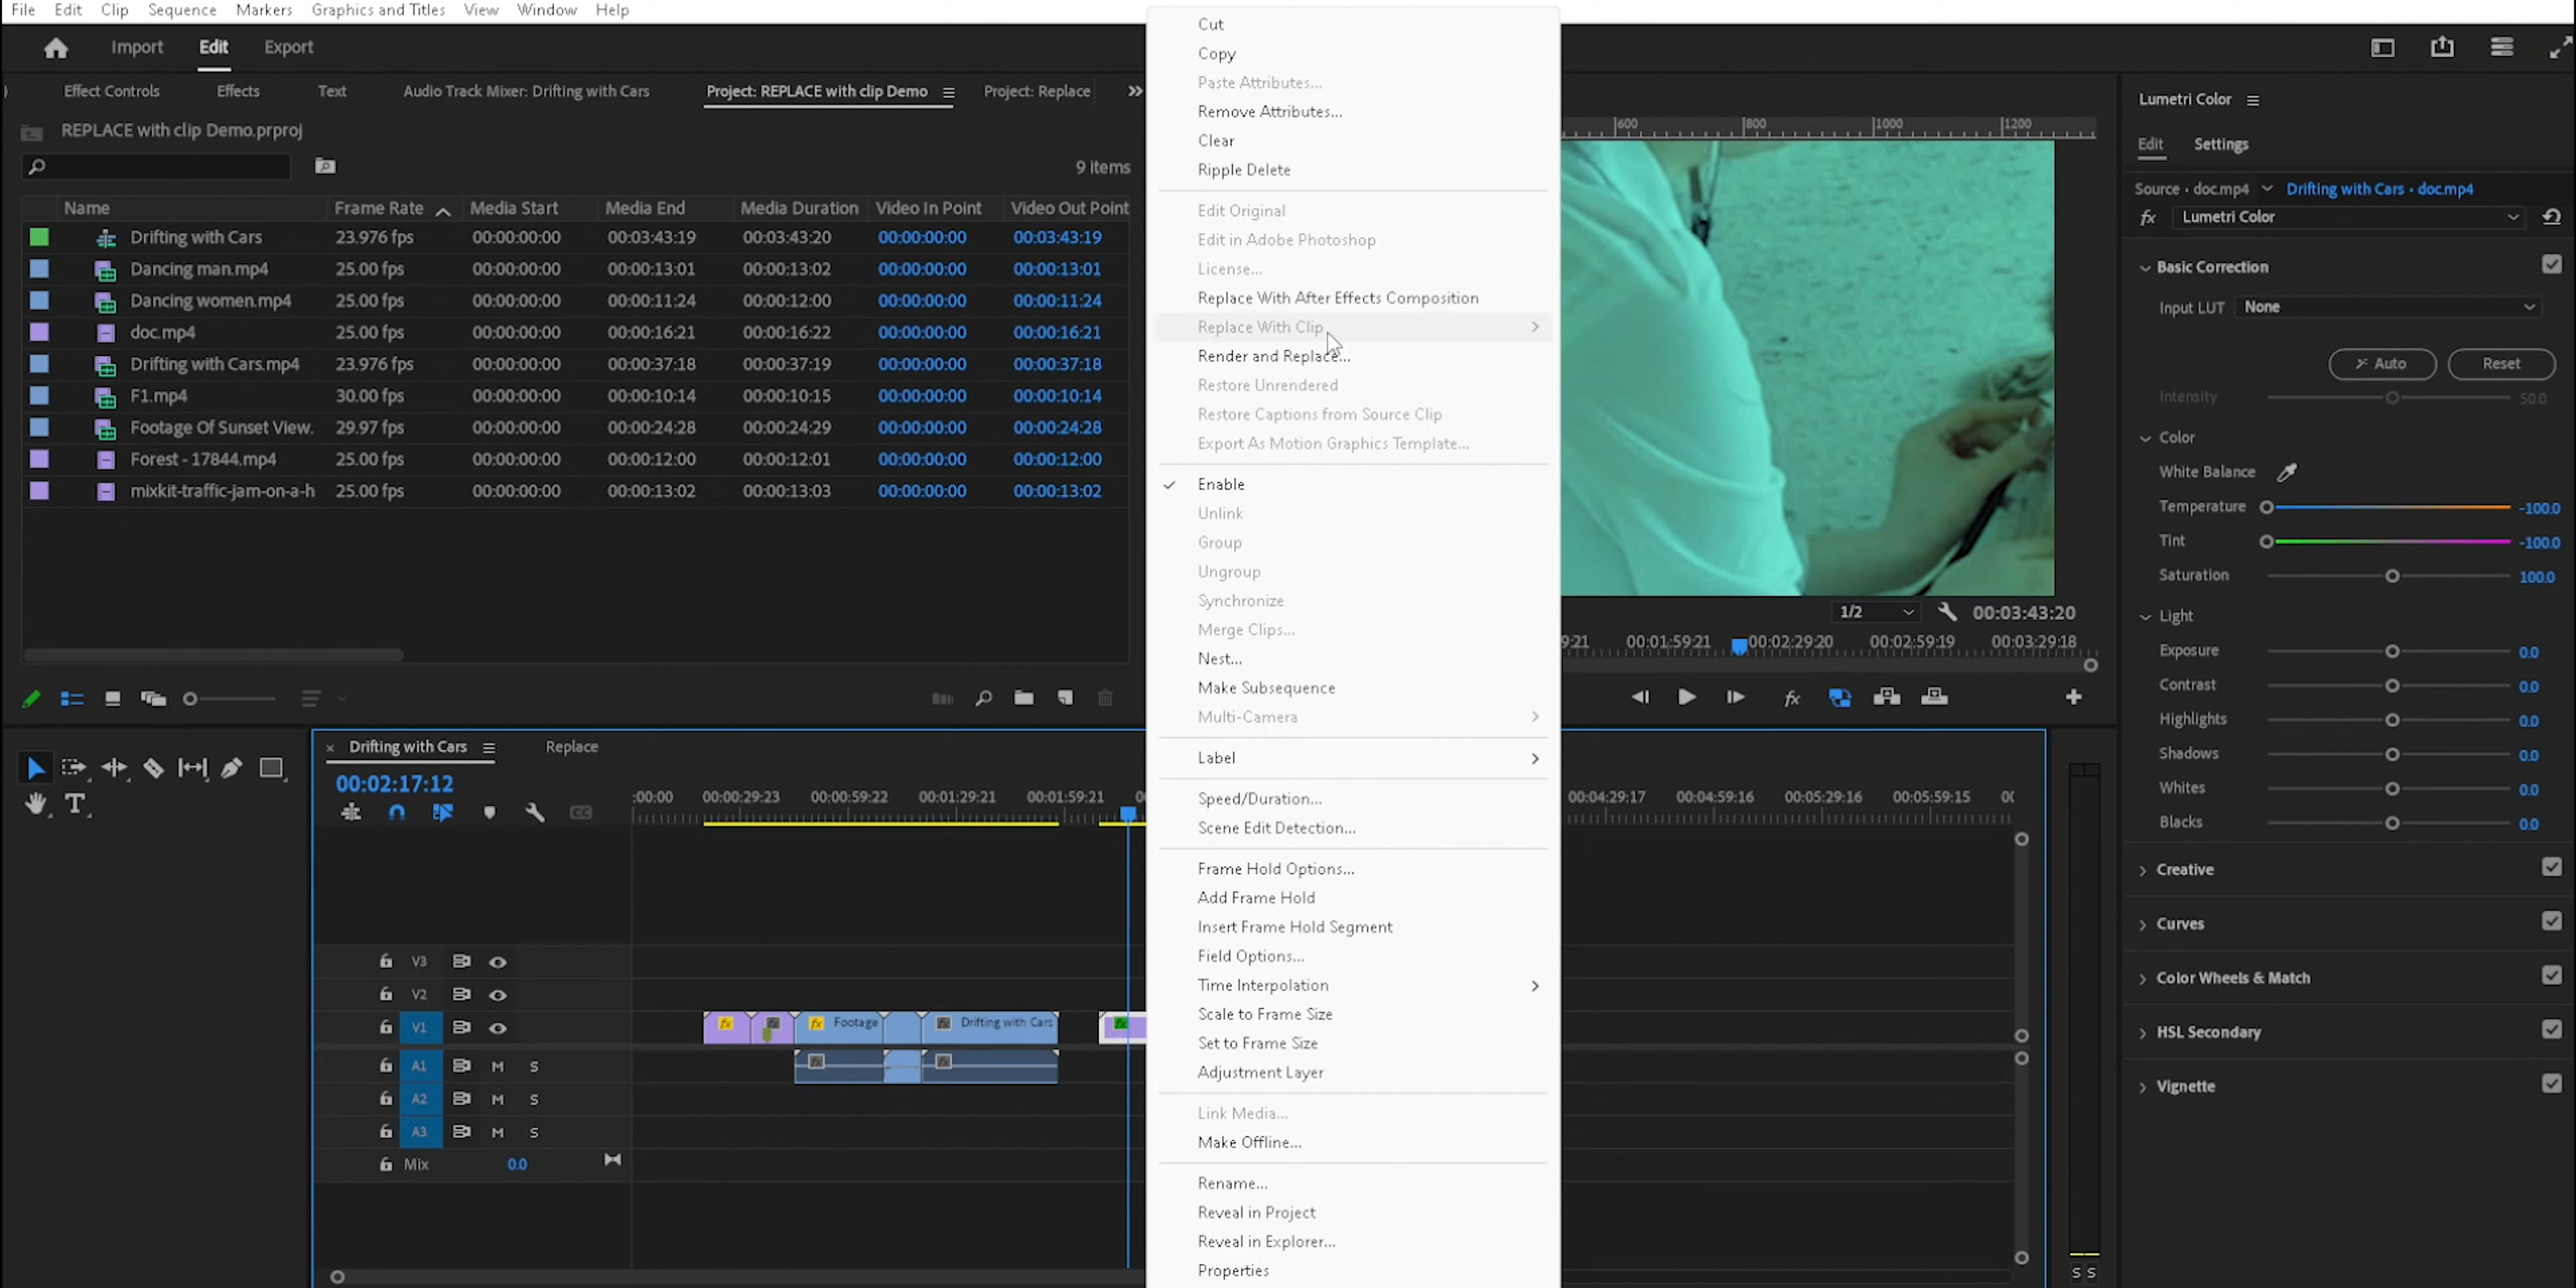 File Edit Clip Sequence Markers Graphics and Titles View Window Help
Import Edit Export
Effect Controls Effects Text Audio Track Mixer: Drifting with Cars Project: REPLACE with clip Demo Project: Replace
REPLACE with clip Demo.prproj
9 items
Name Frame Rate Media Start Media End Media Duration Video In Point Video Out Point
Drifting with Cars 23.976 fps 00:00:00:00 00:03:43:19 00:03:43:20 00:00:00:00 00:03:43:19
Dancing man.mp4 25.00 fps 00:00:00:00 00:00:13:01 00:00:13:02 00:00:00:00 00:00:13:01
Dancing women.mp4 25.00 fps 00:00:00:00 00:00:11:24 00:00:12:00 00:00:00:00 00:00:11:24
doc.mp4 25.00 fps 00:00:00:00 00:00:16:21 00:00:16:22 00:00:00:00 00:00:16:21
Drifting with Cars.mp4 23.976 fps 00:00:00:00 00:00:37:18 00:00:37:19 00:00:00:00 00:00:37:18
F1.mp4 30.00 fps 00:00:00:00 00:00:10:14 00:00:10:15 00:00:00:00 00:00:10:14
Footage Of Sunset View. 29.97 fps 00:00:00:00 00:00:24:28 00:00:24:29 00:00:00:00 00:00:24:28
Forest - 17844.mp4 25.00 fps 00:00:00:00 00:00:12:00 00:00:12:01 00:00:00:00 00:00:12:00
mixkit-traffic-jam-on-a-h 25.00 fps 00:00:00:00 00:00:13:02 00:00:13:03 00:00:00:00 00:00:13:02
Cut
Copy
Paste Attributes...
Remove Attributes...
Clear
Ripple Delete
Edit Original
Edit in Adobe Photoshop
License...
Replace With After Effects Composition
Replace With Clip
Render and Replace...
Restore Unrendered
Restore Captions from Source Clip
Export As Motion Graphics Template...
Enable
Unlink
Group
Ungroup
Synchronize
Merge Clips...
Nest...
Make Subsequence
Multi-Camera
Label
Speed/Duration...
Scene Edit Detection...
Frame Hold Options...
Add Frame Hold
Insert Frame Hold Segment
Field Options...
Time Interpolation
Scale to Frame Size
Set to Frame Size
Adjustment Layer
Link Media...
Make Offline...
Rename...
Reveal in Project
Reveal in Explorer...
Properties
600 800 1000 1200
1/2 00:03:43:20
9:21 00:01:59:21 00:02:29:20 00:02:59:19 00:03:29:18
fx
Lumetri Color
Edit Settings
Source • doc.mp4 Drifting with Cars • doc.mp4
fx Lumetri Color
Basic Correction
Input LUT None
Auto Reset
Intensity 50.0
Color
White Balance
Temperature -100.0
Tint -100.0
Saturation 100.0
Light
Exposure 0.0
Contrast 0.0
Highlights 0.0
Shadows 0.0
Whites 0.0
Blacks 0.0
Creative
Curves
Color Wheels & Match
HSL Secondary
Vignette
Drifting with Cars Replace
00:02:17:12
CC
:00:00 00:00:29:23 00:00:59:22 00:01:29:21 00:01:59:21 00:04:29:17 00:04:59:16 00:05:29:16 00:05:59:15
T
V3
V2
V1 fx fx fx Footage fx Drifting with Cars fx
A1 M S fx fx
A2 M S
A3 M S
Mix 0.0
S S